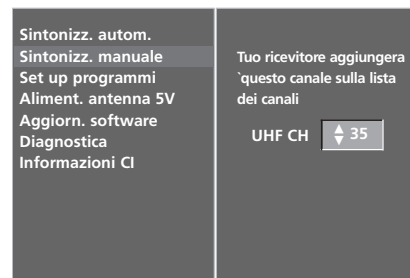 Sintonizz. autom.
Sintonizz. manuale
Set up programmi
Aliment. antenna 5V
Aggiorn. software
Diagnostica
Informazioni CI
Tuo ricevitore aggiungera
`questo canale sulla lista
dei canali
UHF CH 35